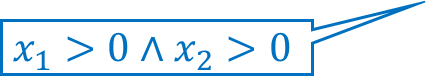 x₁ > 0 ∧ x₂ > 0